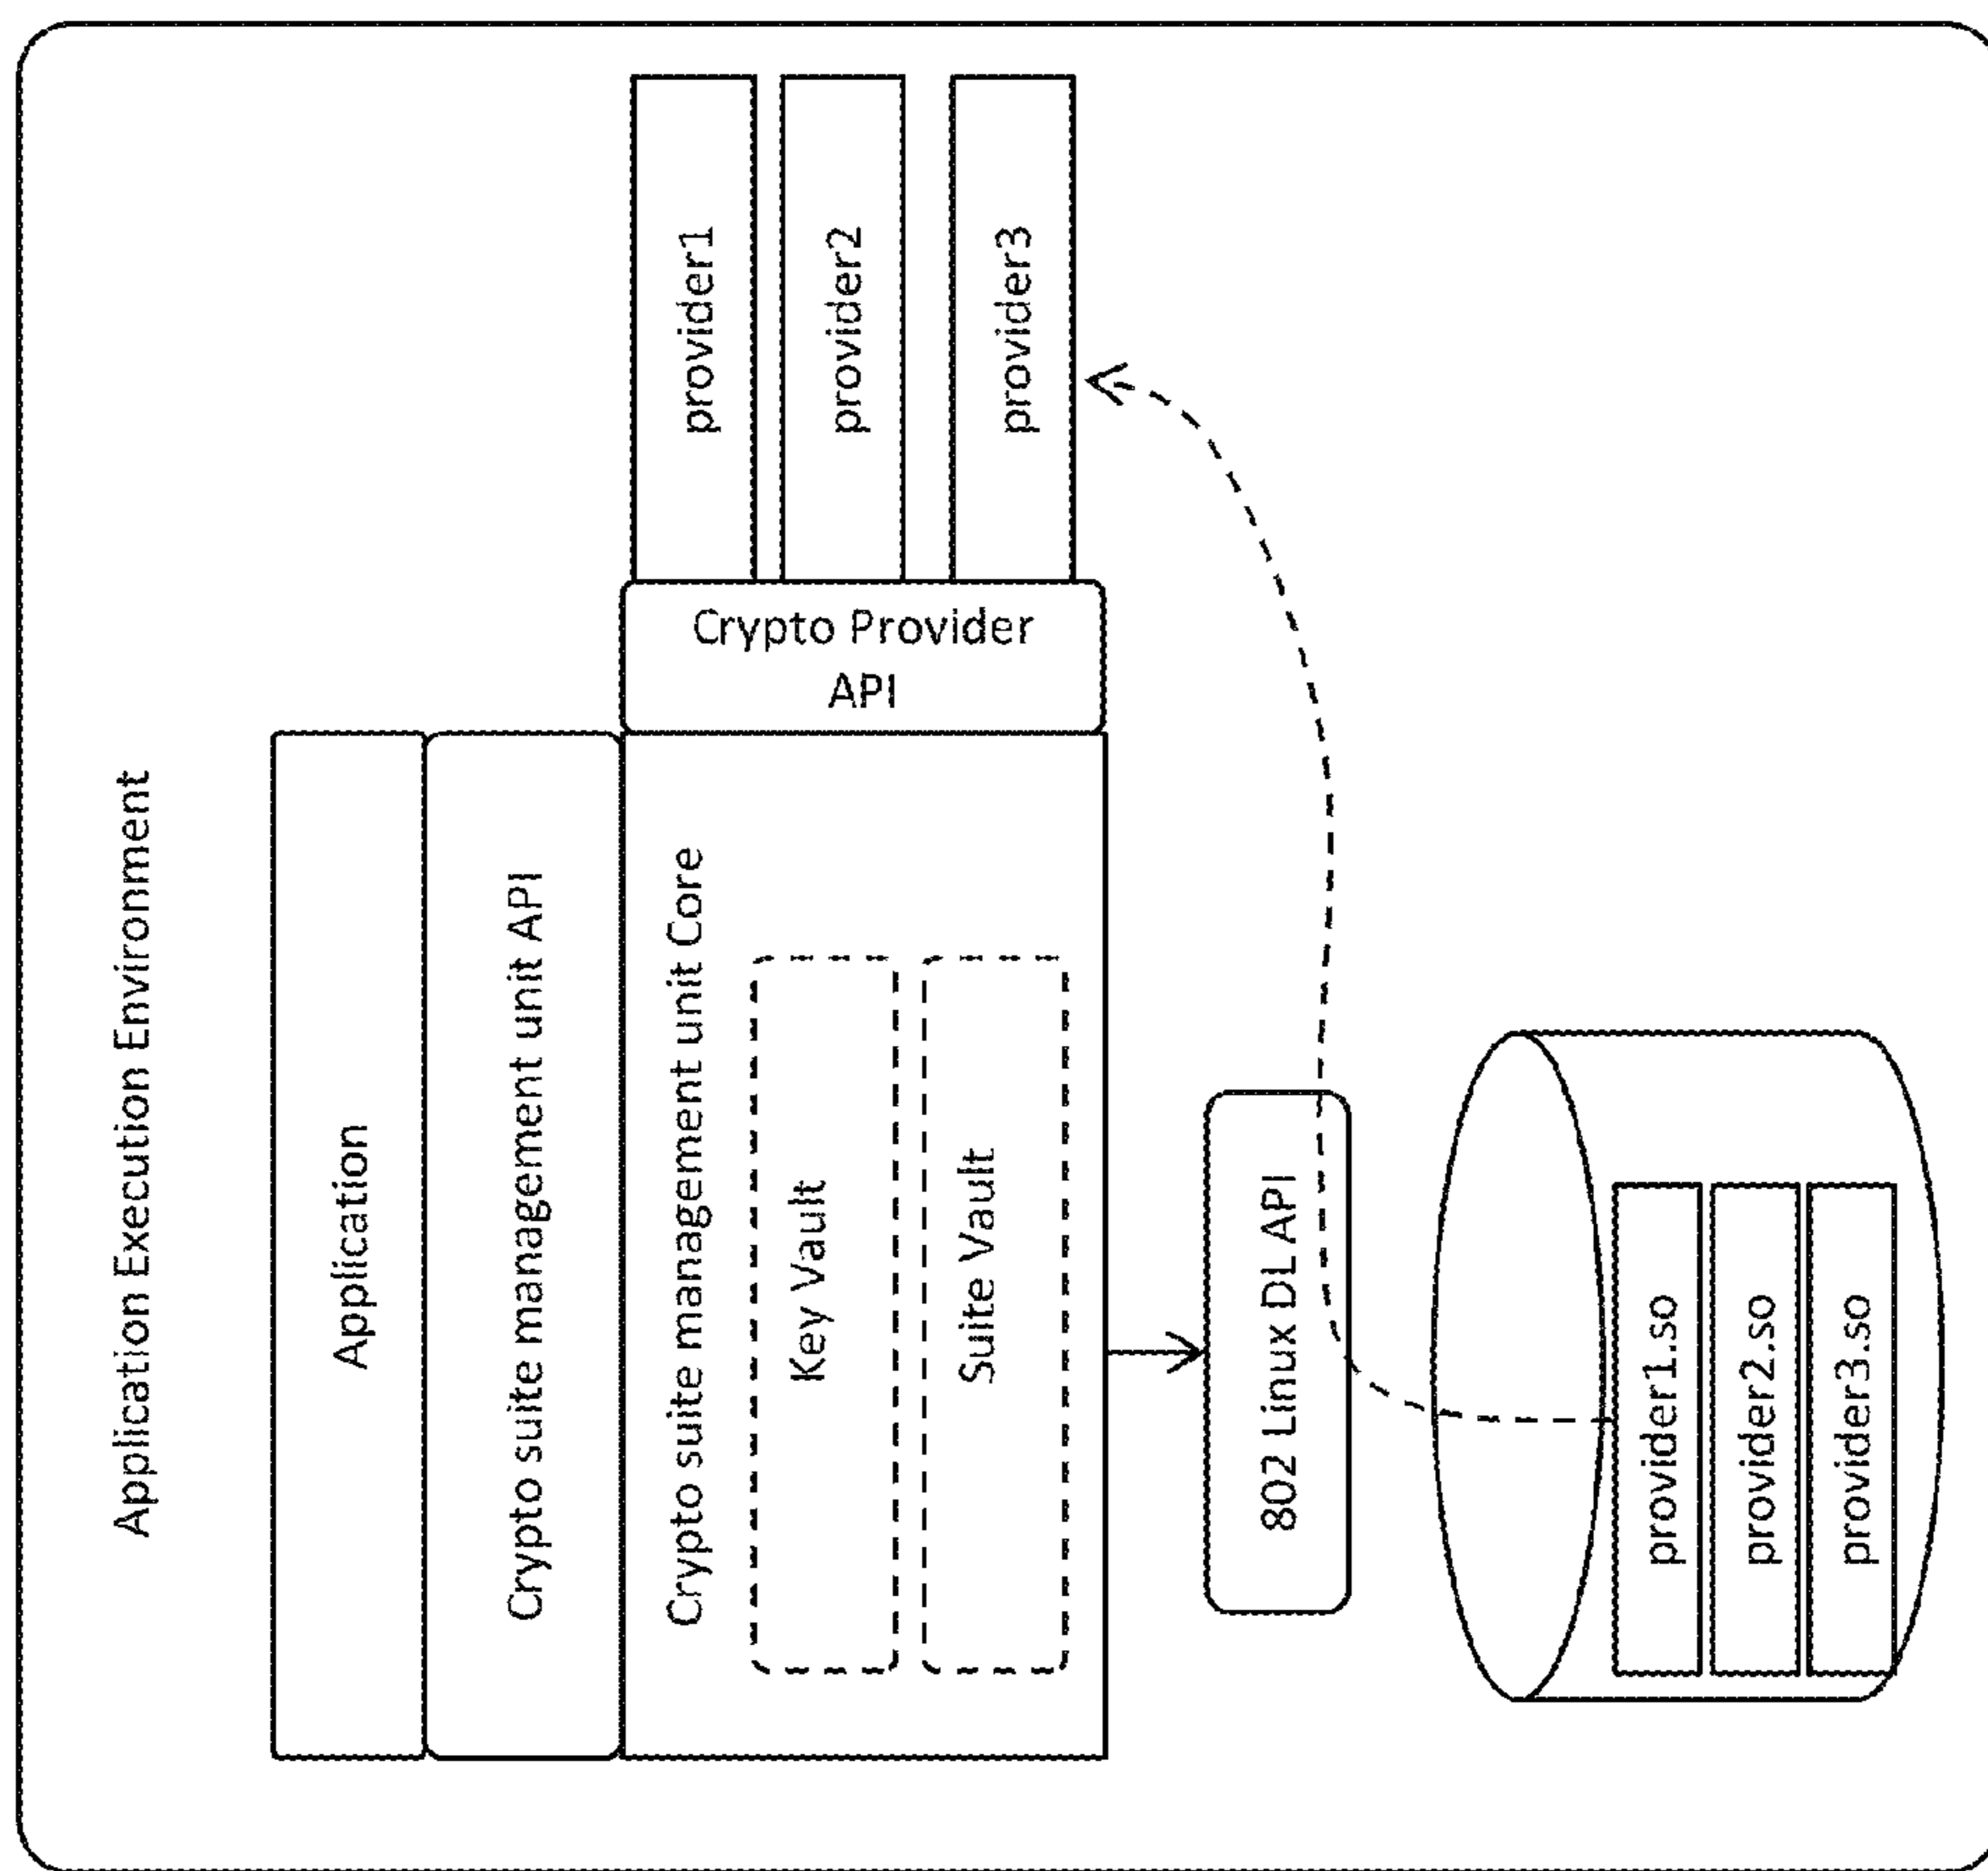 Application Execution Environment
Application
Crypto suite management unit API
Crypto suite management unit Core
Key Vault
Suite Vault
Crypto Provider
API
provider1
provider2
provider3
802 Linux DL API
provider1.so
provider2.so
provider3.so